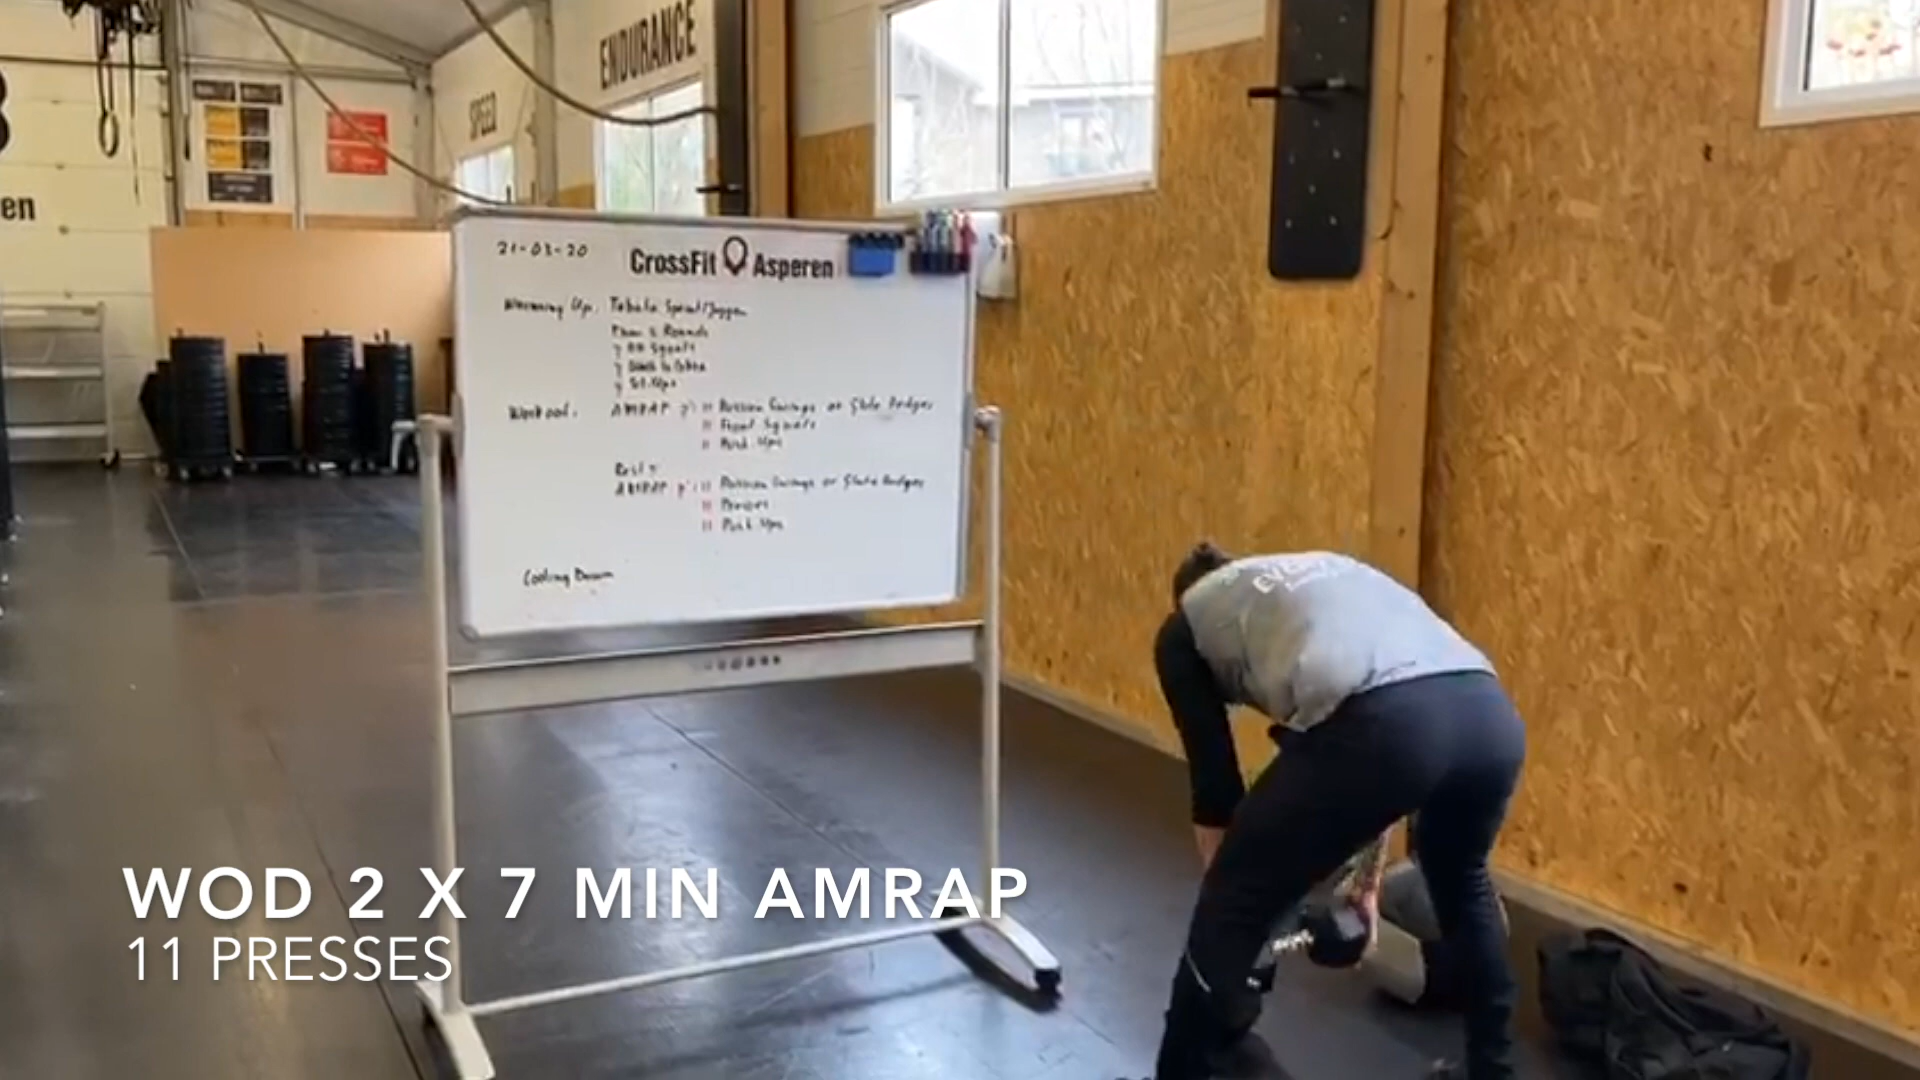 ENDURANCE
SPEED
en
21-03-20
CrossFit Asperen
Warming Up: Tabata Sprint/Joggen
2 Rounds
7 Squats
7 to Cobra
7 Sit-Ups
Workout: AMRAP 7': 11 Russian Swings or Glute Bridges
11 Front Squats
11 Push-Ups
Rest
AMRAP 7': 11 Russian Swings or Glute Bridges
11 Presses
11 Push-Ups
Cooling Down
WOD 2 X 7 MIN AMRAP
11 PRESSES